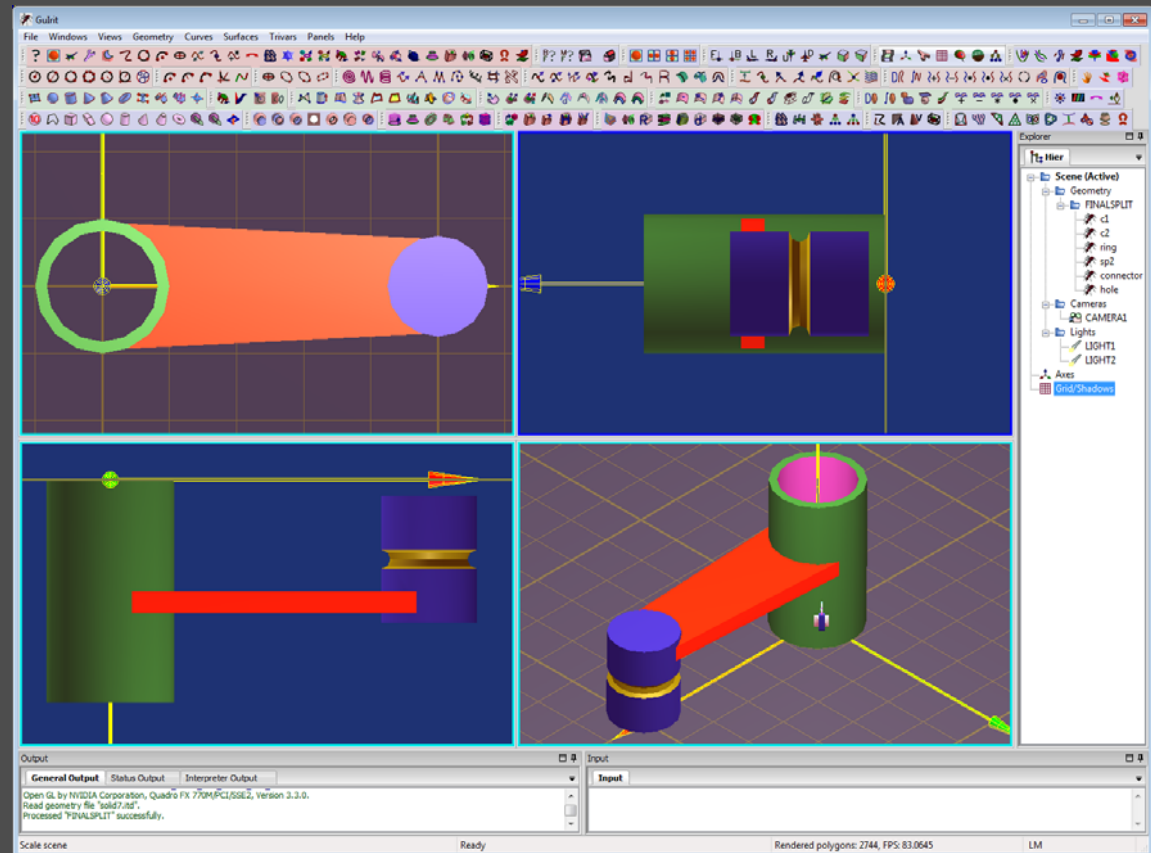 GuIrit
File Windows Views Geometry Curves Surfaces Trivars Panels Help
Explorer
Hier
Scene (Active)
Geometry
FINALSPLIT
c1
c2
ring
sp2
connector
hole
Cameras
CAMERA1
Lights
LIGHT1
LIGHT2
Axes
Grid/Shadows
Output
General Output Status Output Interpreter Output
Open GL by NVIDIA Corporation, Quadro FX 770M/PCI/SSE2, Version 3.3.0.
Read geometry file "solid7.itd".
Processed "FINALSPLIT" successfully.
Input
Input
Scale scene Ready Rendered polygons: 2744, FPS: 83.0645 LM